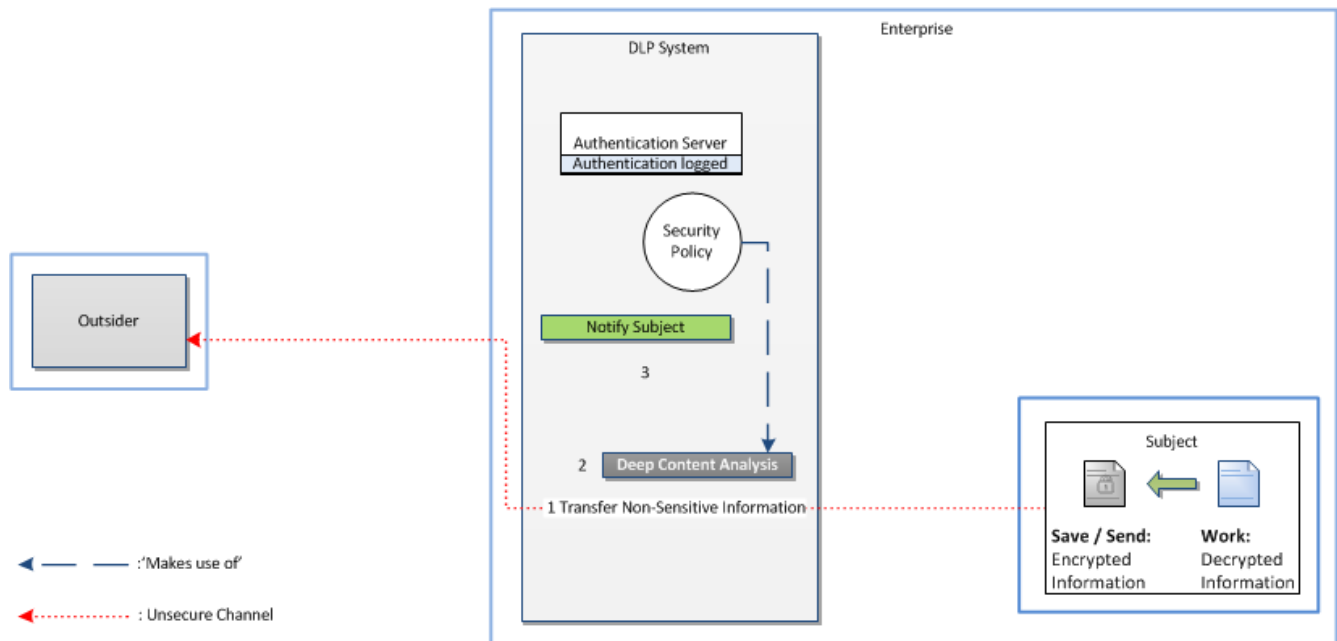 Enterprise
DLP System
Authentication Server
Authentication logged
Security
Policy
Outsider
Notify Subject
3
2
Deep Content Analysis
1 Transfer Non-Sensitive Information
Subject
Save / Send:
Encrypted
Information
Work:
Decrypted
Information
:‘Makes use of’
: Unsecure Channel